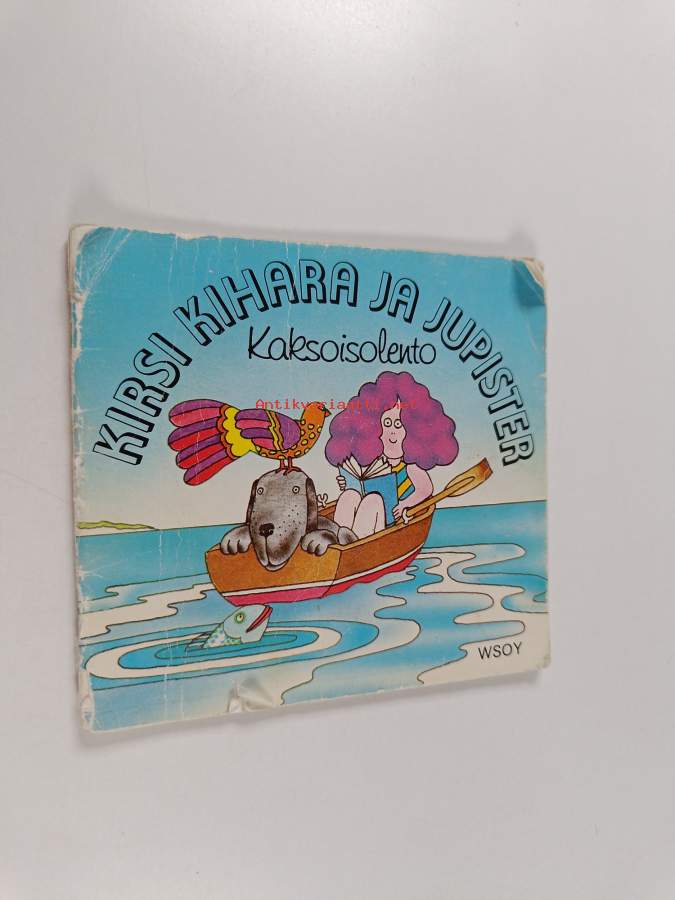 KIRSI KIHARA JA JUPISTER
Kaksoisolento
Antikvariaatti.net
WSOY